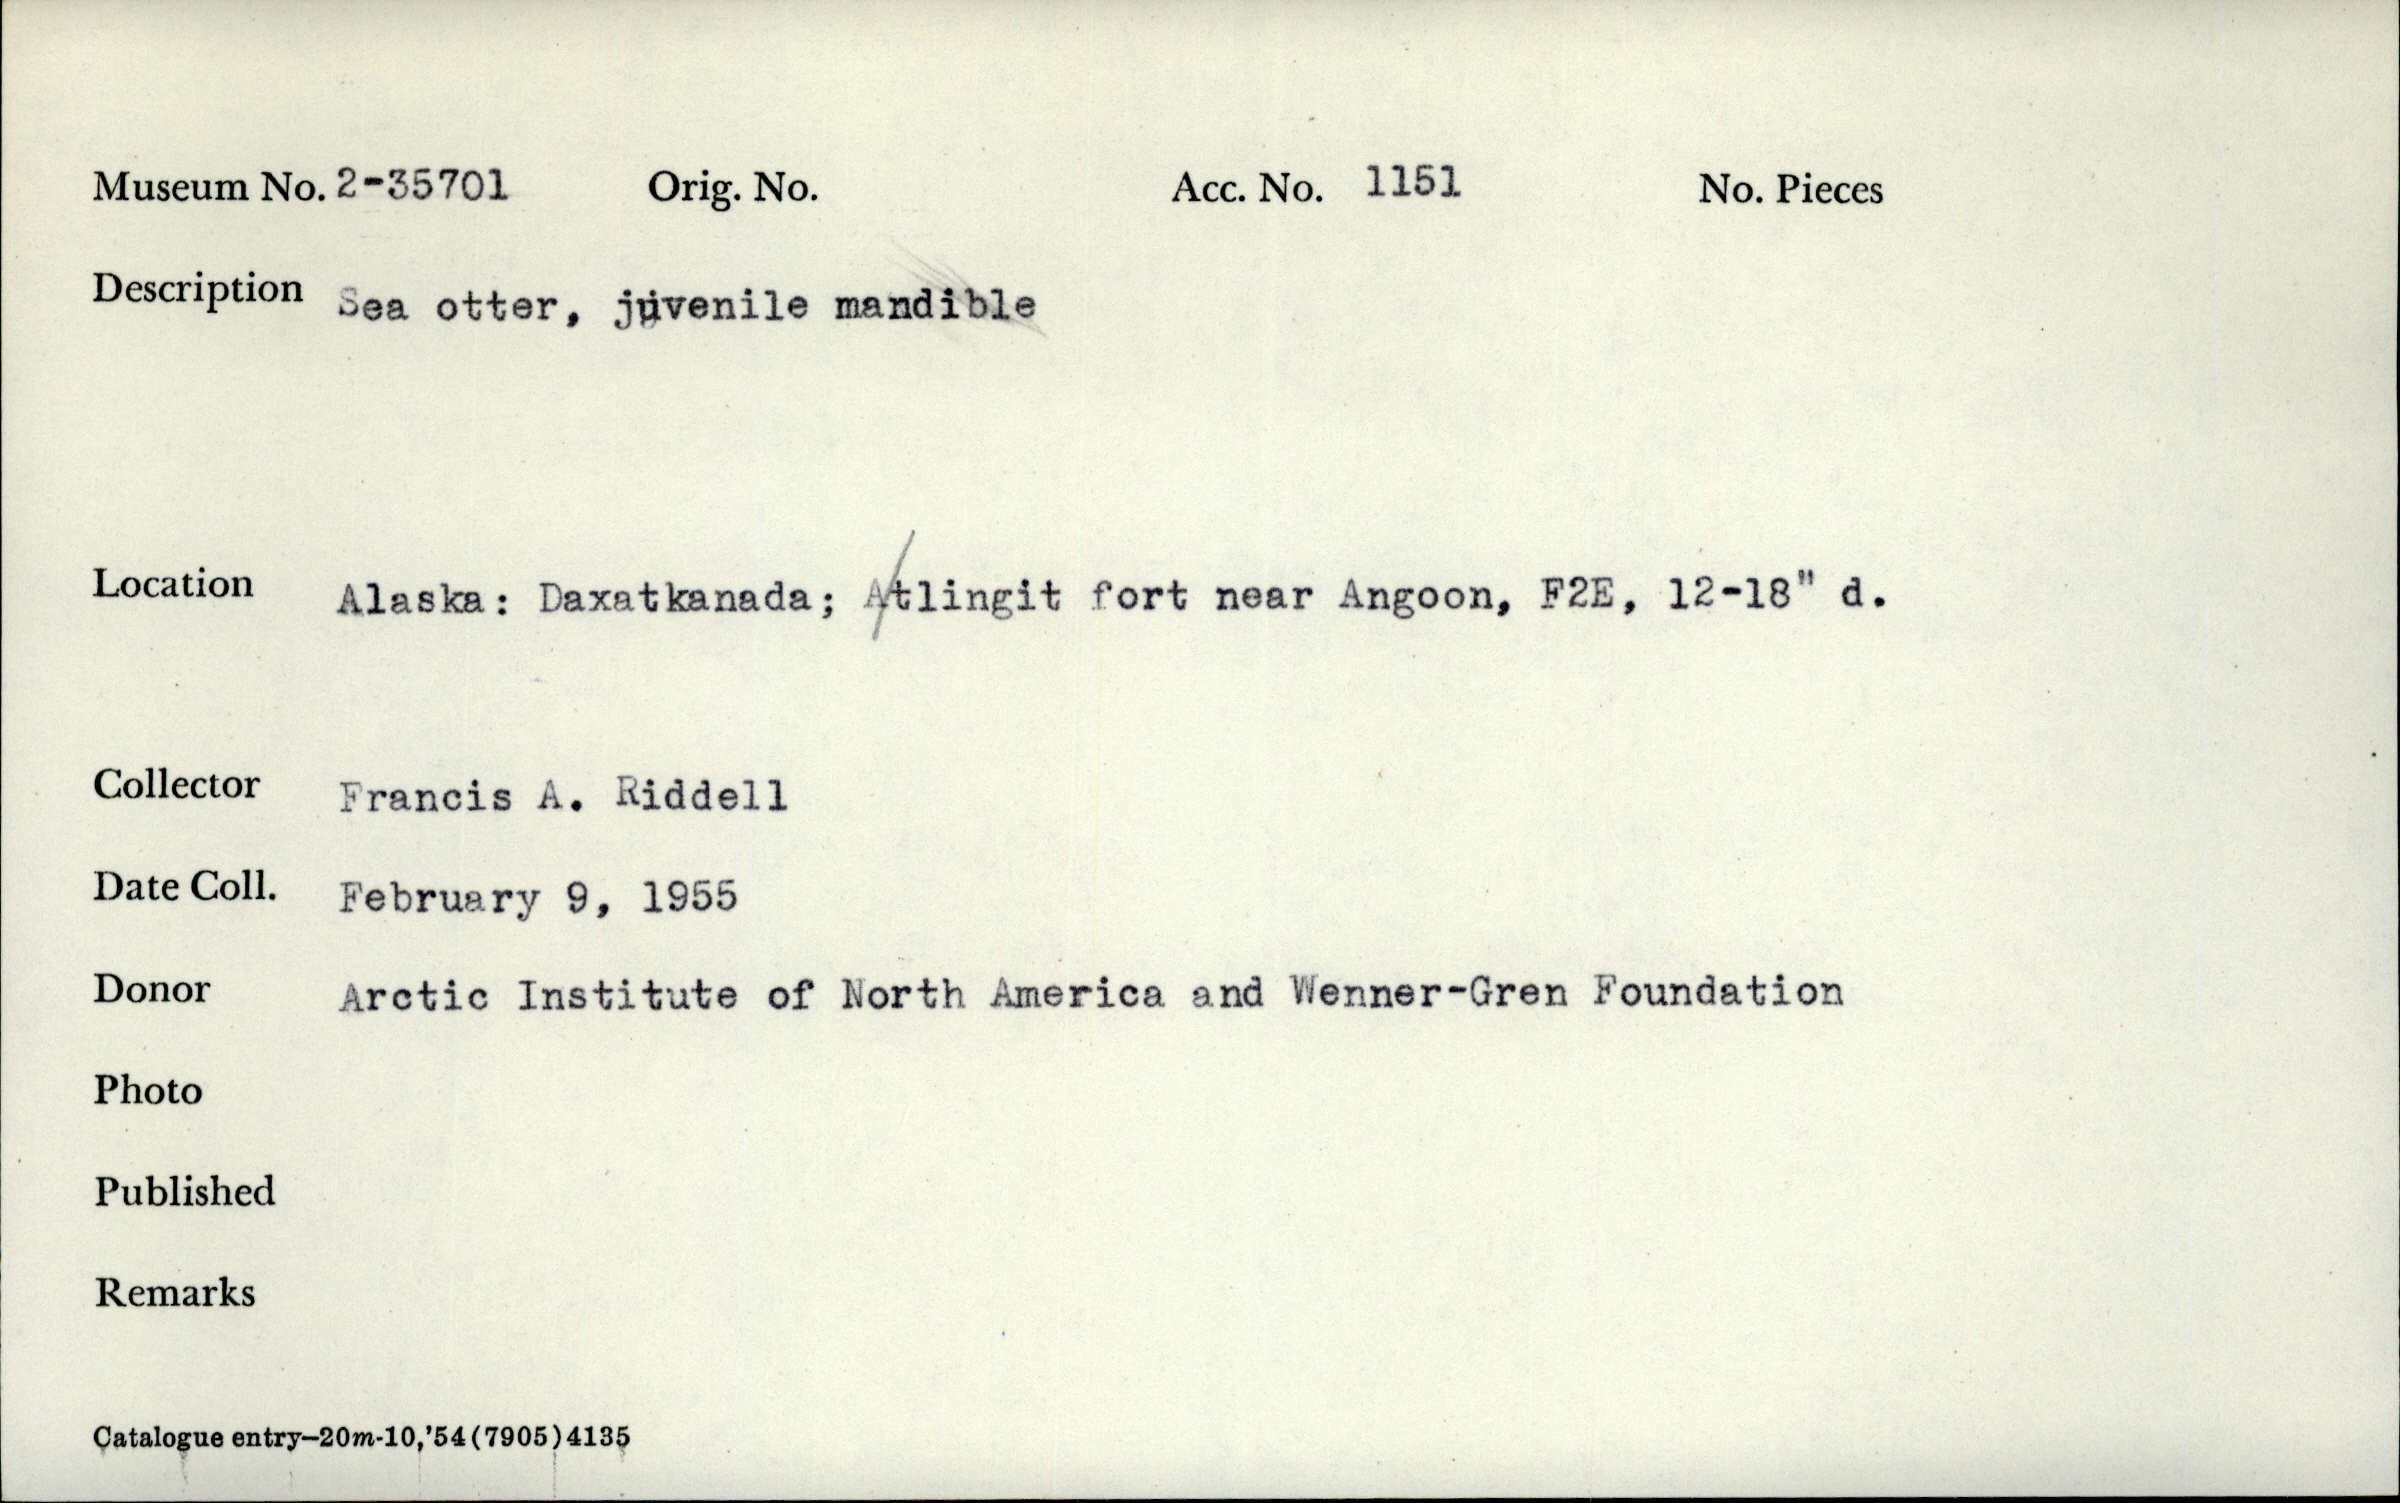 Museum No. 2-35701 Orig. No. Acc. No. 1151 No. Pieces
Description Sea otter, juvenile mandible
Location Alaska: Daxatkanada; A/tlingit fort near Angoon, F2E, 12-18" d.
Collector Francis A. Riddell
Date Coll. February 9, 1955
Donor Arctic Institute of North America and Wenner-Gren Foundation
Photo
Published
Remarks
Catalogue entry—20m-10,'54(7905)4135